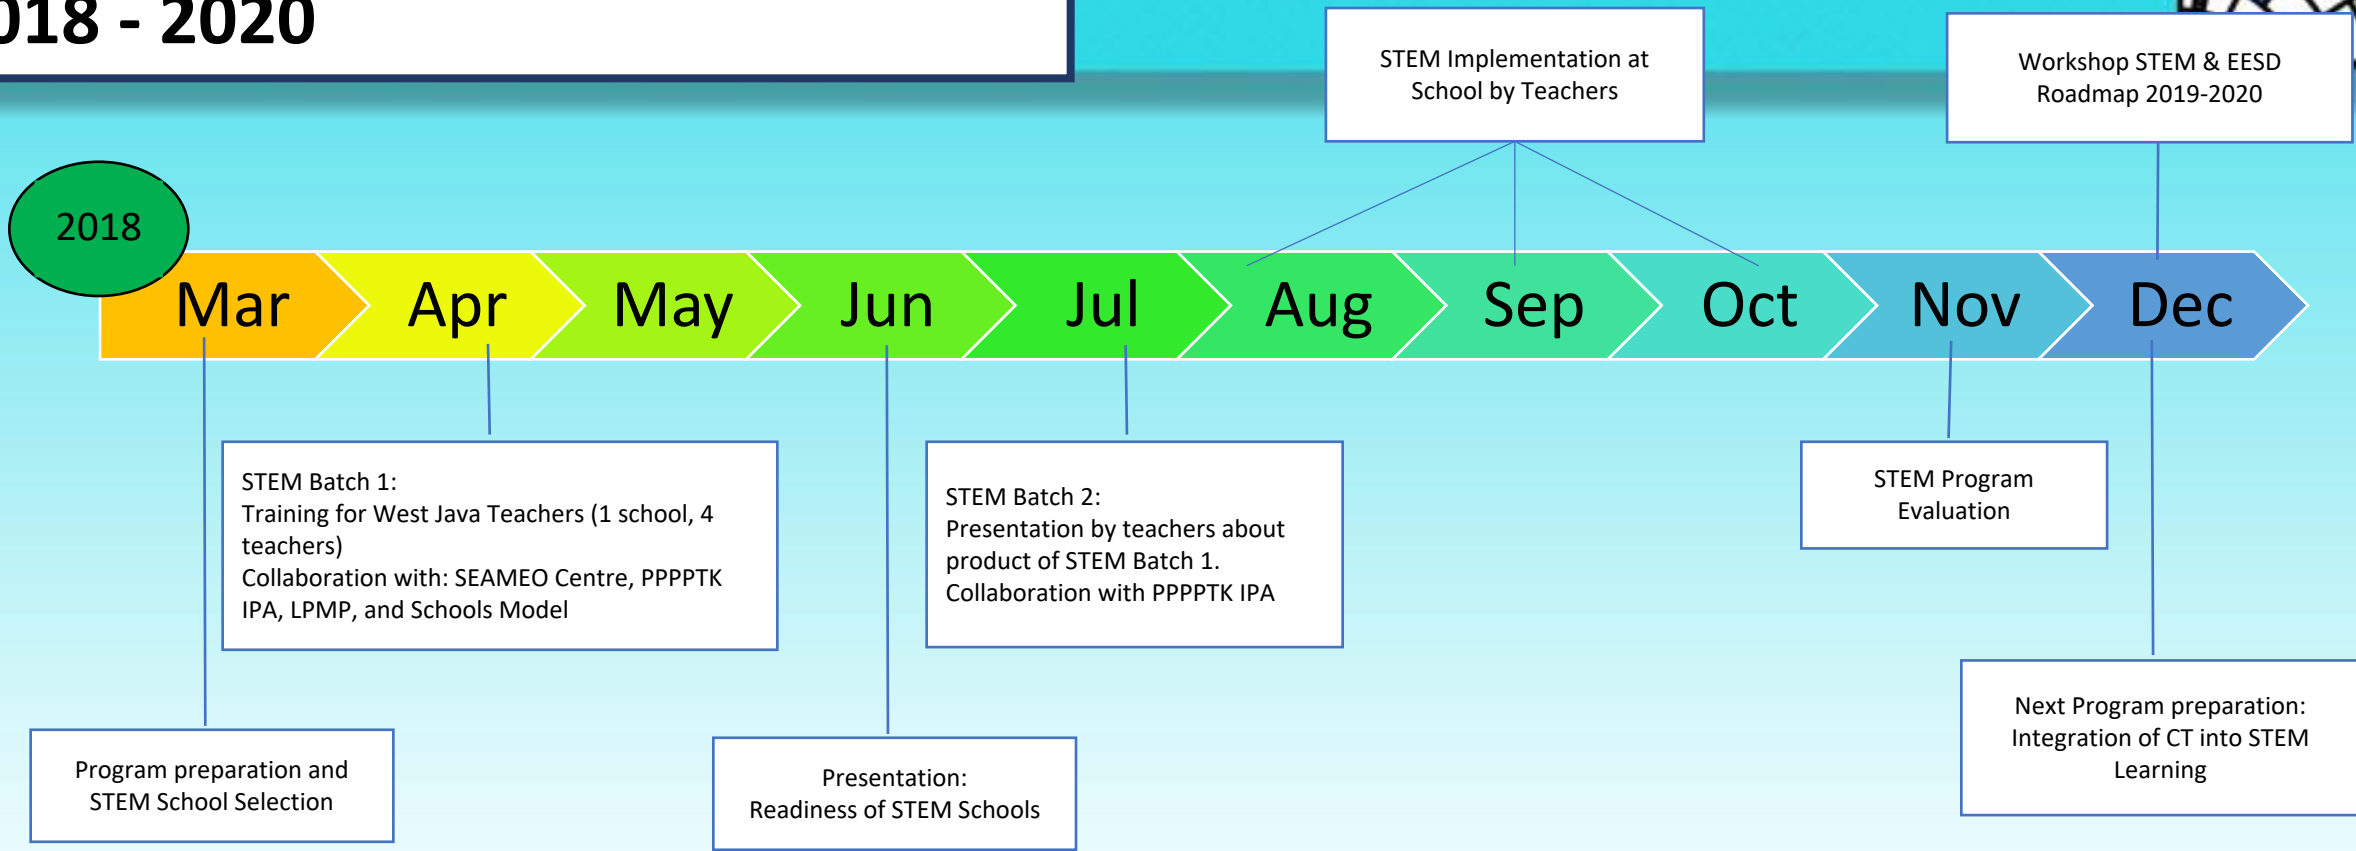 018 - 2020
STEM Implementation at
School by Teachers
Workshop STEM & EESD
Roadmap 2019-2020
2018
Mar
Apr
May
Jun
Jul
Aug
Sep
Oct
Nov
Dec
STEM Batch 1:
Training for West Java Teachers (1 school, 4
teachers)
Collaboration with: SEAMEO Centre, PPPPTK
IPA, LPMP, and Schools Model
STEM Batch 2:
Presentation by teachers about
product of STEM Batch 1.
Collaboration with PPPPTK IPA
STEM Program
Evaluation
Program preparation and
STEM School Selection
Presentation:
Readiness of STEM Schools
Next Program preparation:
Integration of CT into STEM
Learning